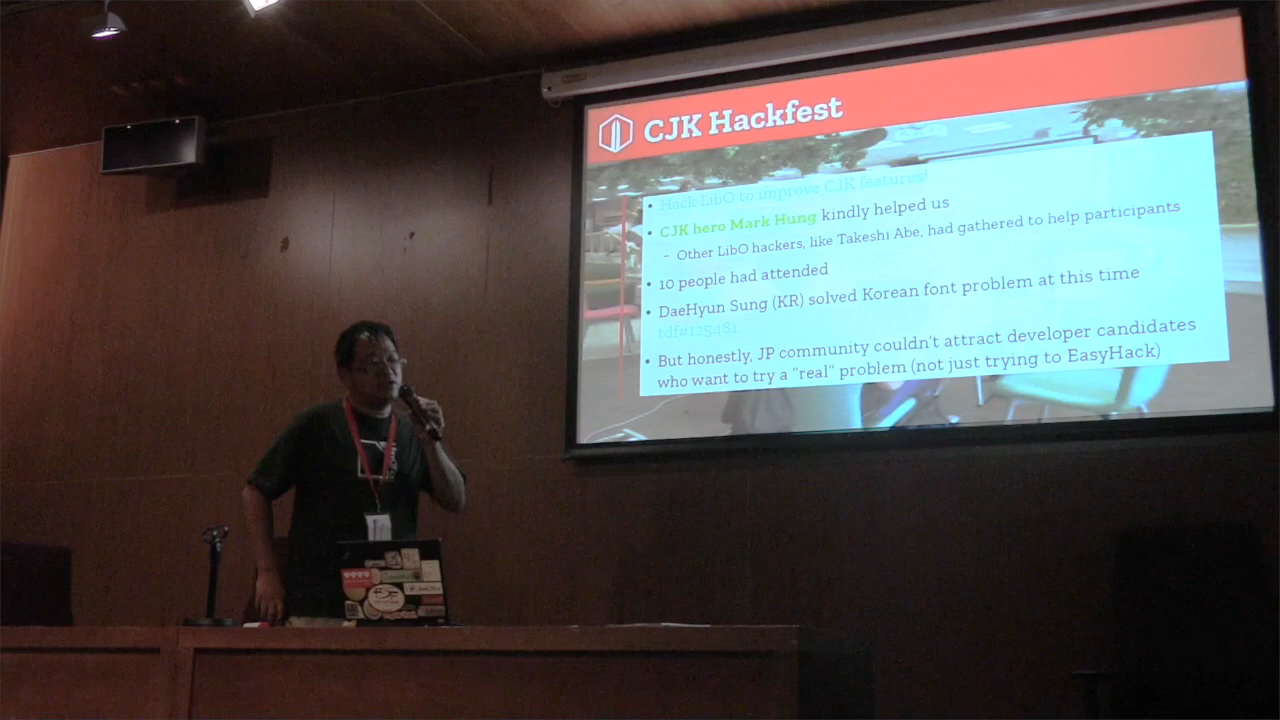 CJK Hackfest
• Hack LibO to improve CJK features!
• CJK hero Mark Hung kindly helped us
– Other LibO hackers, like Takeshi Abe, had gathered to help participants
• 10 people had attended
• DaeHyun Sung (KR) solved Korean font problem at this time
tdf#125481
• But honestly, JP community couldn't attract developer candidates
who want to try a "real" problem (not just trying to EasyHack)